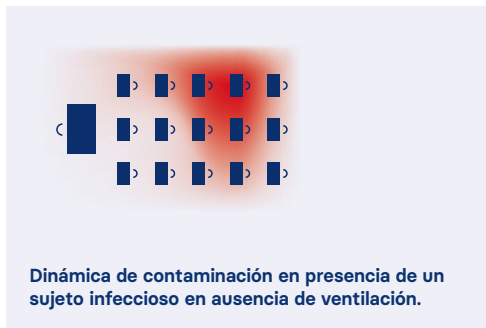 Dinámica de contaminación en presencia de un
sujeto infeccioso en ausencia de ventilación.